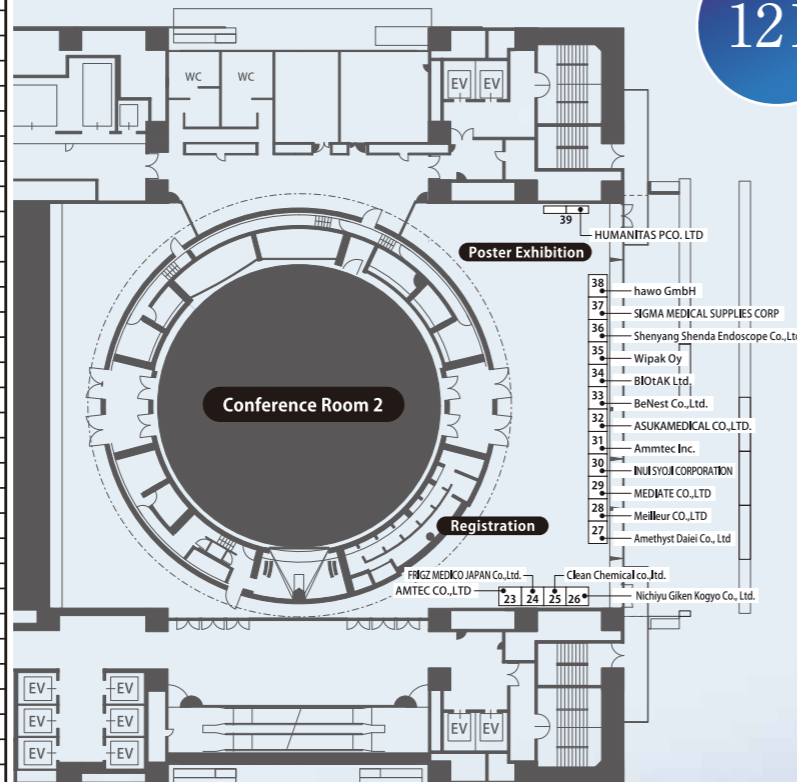 121
WC
WC
EV
EV
39
HUMANITAS PCO. LTD
Poster Exhibition
38
hawo GmbH
37
SIGMA MEDICAL SUPPLIES CORP
36
Shenyang Shenda Endoscope Co.,Ltd
35
Wipak Oy
34
BIOtAK Ltd.
33
BeNest Co.,Ltd.
Conference Room 2
32
ASUKAMEDICAL CO.,LTD.
31
Ammtec Inc.
30
INUI SYOJI CORPORATION
29
MEDIATE CO.,LTD
28
Meilleur CO.,LTD
Registration
27
Amethyst Daiei Co., Ltd
FRIGZ MEDICO JAPAN Co.,Ltd.
Clean Chemical co.,ltd.
AMTEC CO.,LTD
23
24
25
26
Nichiyu Giken Kogyo Co., Ltd.
EV
EV
EV
EV
EV
EV
EV
EV